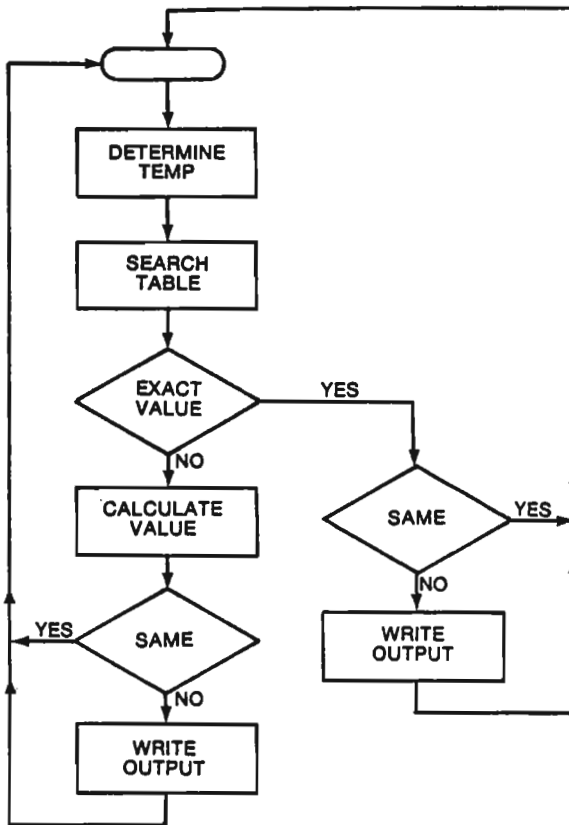 DETERMINE
TEMP
SEARCH
TABLE
EXACT
VALUE
YES
NO
CALCULATE
VALUE
SAME
YES
NO
WRITE
OUTPUT
SAME
YES
NO
WRITE
OUTPUT